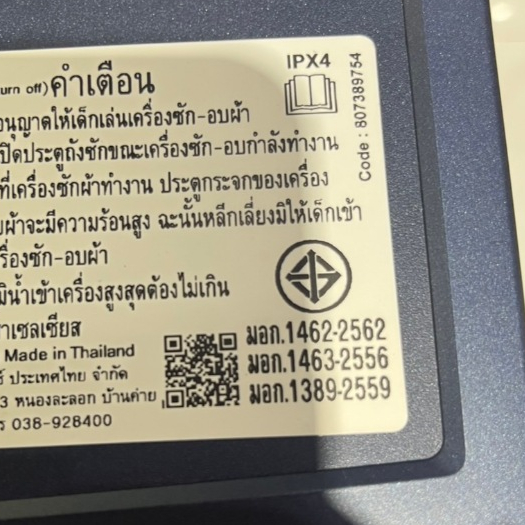 (turn off) คำเตือน
IPX4
Code : 807389754
อนุญาตให้เด็กเล่นเครื่องซัก-อบผ้า
เปิดประตูถังซักขณะเครื่องซัก-อบกำลังทำงาน
ที่เครื่องซักผ้าทำงาน ประตูกระจกของเครื่อง
ผ้าจะมีความร้อนสูง ฉะนั้นหลีกเลี่ยงมิให้เด็กเข้า
รื่องซัก-อบผ้า
มิน้ำเข้าเครื่องสูงสุดต้องไม่เกิน
าเซลเซียส
Made in Thailand
ประเทศไทย จำกัด
3 หนองละลอก บ้านค่าย
ร 038-928400
มอก.1462-2562
มอก.1463-2556
มอก.1389-2559